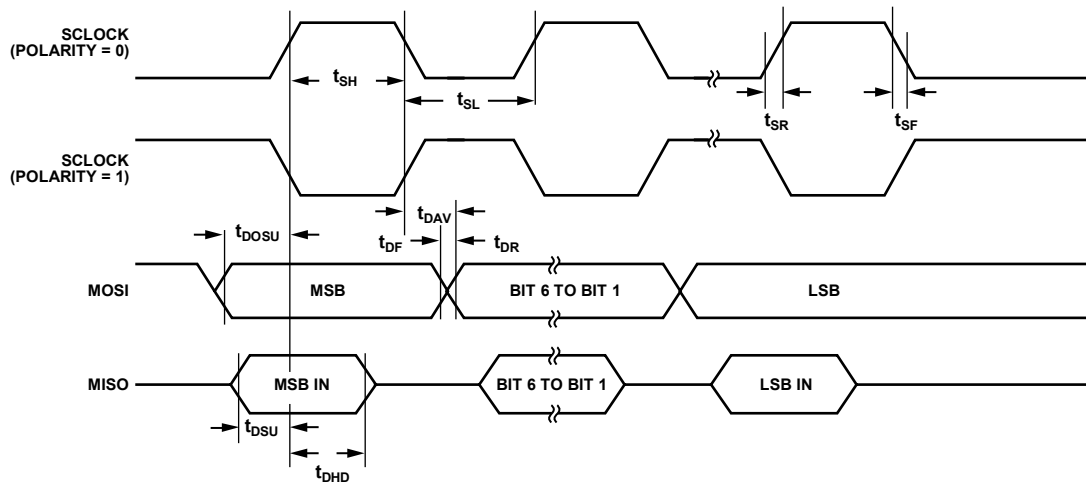 SCLOCK
(POLARITY = 0)
tSH
tSL
tSR
tSF
SCLOCK
(POLARITY = 1)
tDAV
tDOSU
tDF
tDR
MOSI
MSB
BIT 6 TO BIT 1
LSB
MISO
MSB IN
BIT 6 TO BIT 1
LSB IN
tDSU
tDHD